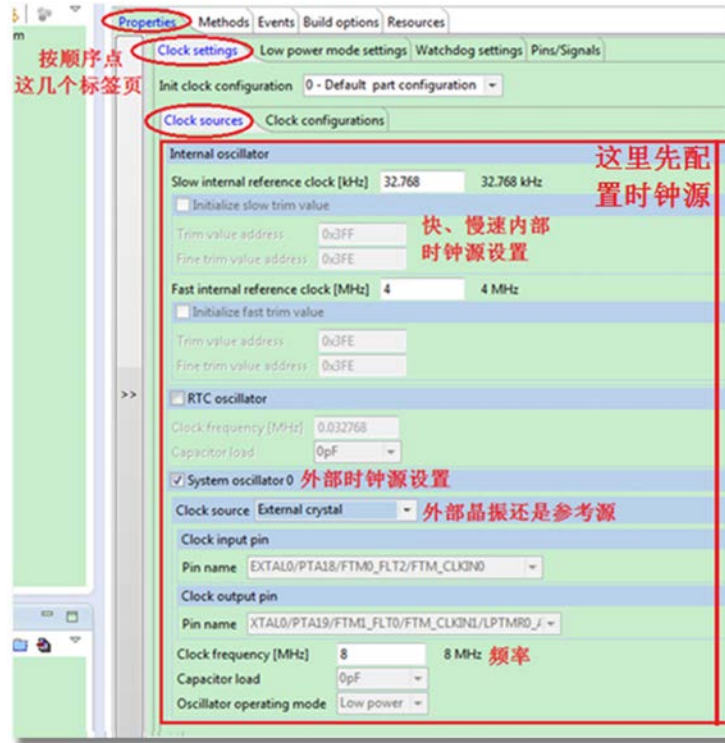 m
Properties Methods Events Build options Resources
按顺序点
这几个标签页
Clock settings Low power mode settings Watchdog settings Pins/Signals
Init clock configuration 0 - Default part configuration
Clock sources Clock configurations
Internal oscillator
这里先配
置时钟源
Slow internal reference clock [kHz] 32.768 32.768 kHz
Initialize slow trim value
Trim value address 0x3FF
Fine trim value address 0x3FE
快、慢速内部
时钟源设置
Fast internal reference clock [MHz] 4 4 MHz
Initialize fast trim value
Trim value address 0x3FE
Fine trim value address 0x3FE
>>
RTC oscillator
Clock frequency [MHz] 0.032768
Capacitor load 0pF
System oscillator 0 外部时钟源设置
Clock source External crystal 外部晶振还是参考源
Clock input pin
Pin name EXTAL0/PTA18/FTM0_FLT2/FTM_CLKIN0
Clock output pin
Pin name XTAL0/PTA19/FTM1_FLT0/FTM_CLKIN1/LPTMR0_A
Clock frequency [MHz] 8 8 MHz 频率
Capacitor load 0pF
Oscillator operating mode Low power